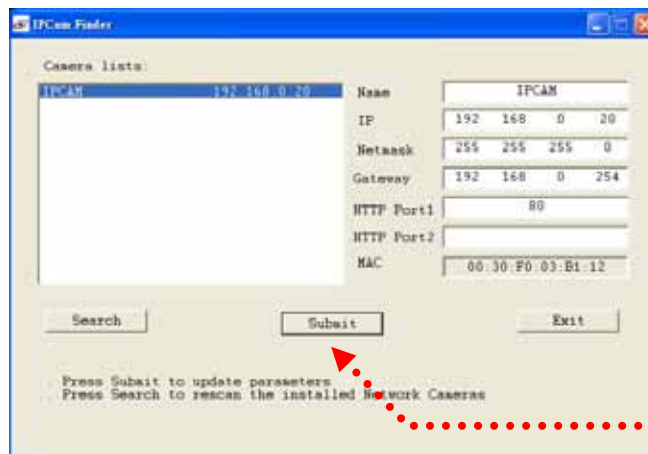 IPCam Finder
Camera lists:
IPCAM 192.168.0.20
Name IPCAM
IP 192 168 0 20
Netmask 255 255 255 0
Gateway 192 168 0 254
HTTP Port1 80
HTTP Port2
MAC 00:30:F0:03:B1:12
Search Submit Exit
. Press Submit to update parameters
. Press Search to rescan the installed Network Cameras